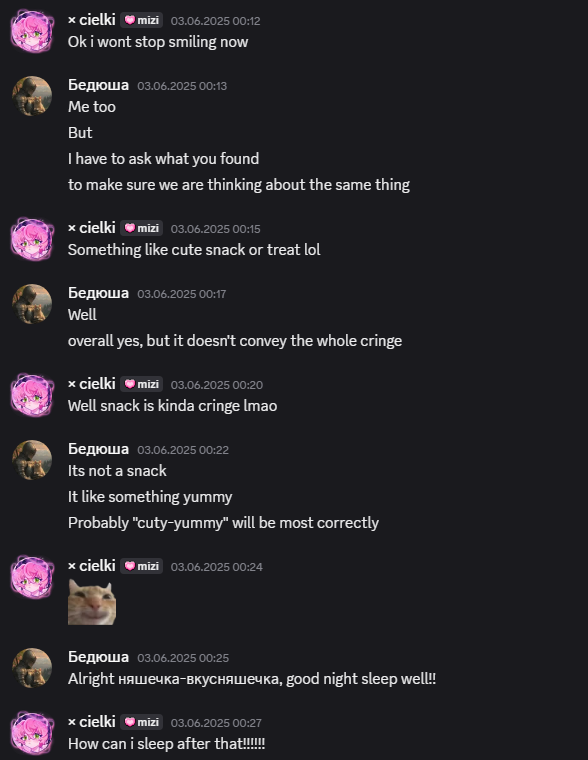 × cielki mizi 03.06.2025 00:12
Ok i wont stop smiling now
Бедюша 03.06.2025 00:13
Me too
But
I have to ask what you found
to make sure we are thinking about the same thing
× cielki mizi 03.06.2025 00:15
Something like cute snack or treat lol
Бедюша 03.06.2025 00:17
Well
overall yes, but it doesn't convey the whole cringe
× cielki mizi 03.06.2025 00:20
Well snack is kinda cringe lmao
Бедюша 03.06.2025 00:22
Its not a snack
It like something yummy
Probably "cuty-yummy" will be most correctly
× cielki mizi 03.06.2025 00:24
Бедюша 03.06.2025 00:25
Alright няшечка-вкусняшечка, good night sleep well!!
× cielki mizi 03.06.2025 00:27
How can i sleep after that!!!!!!